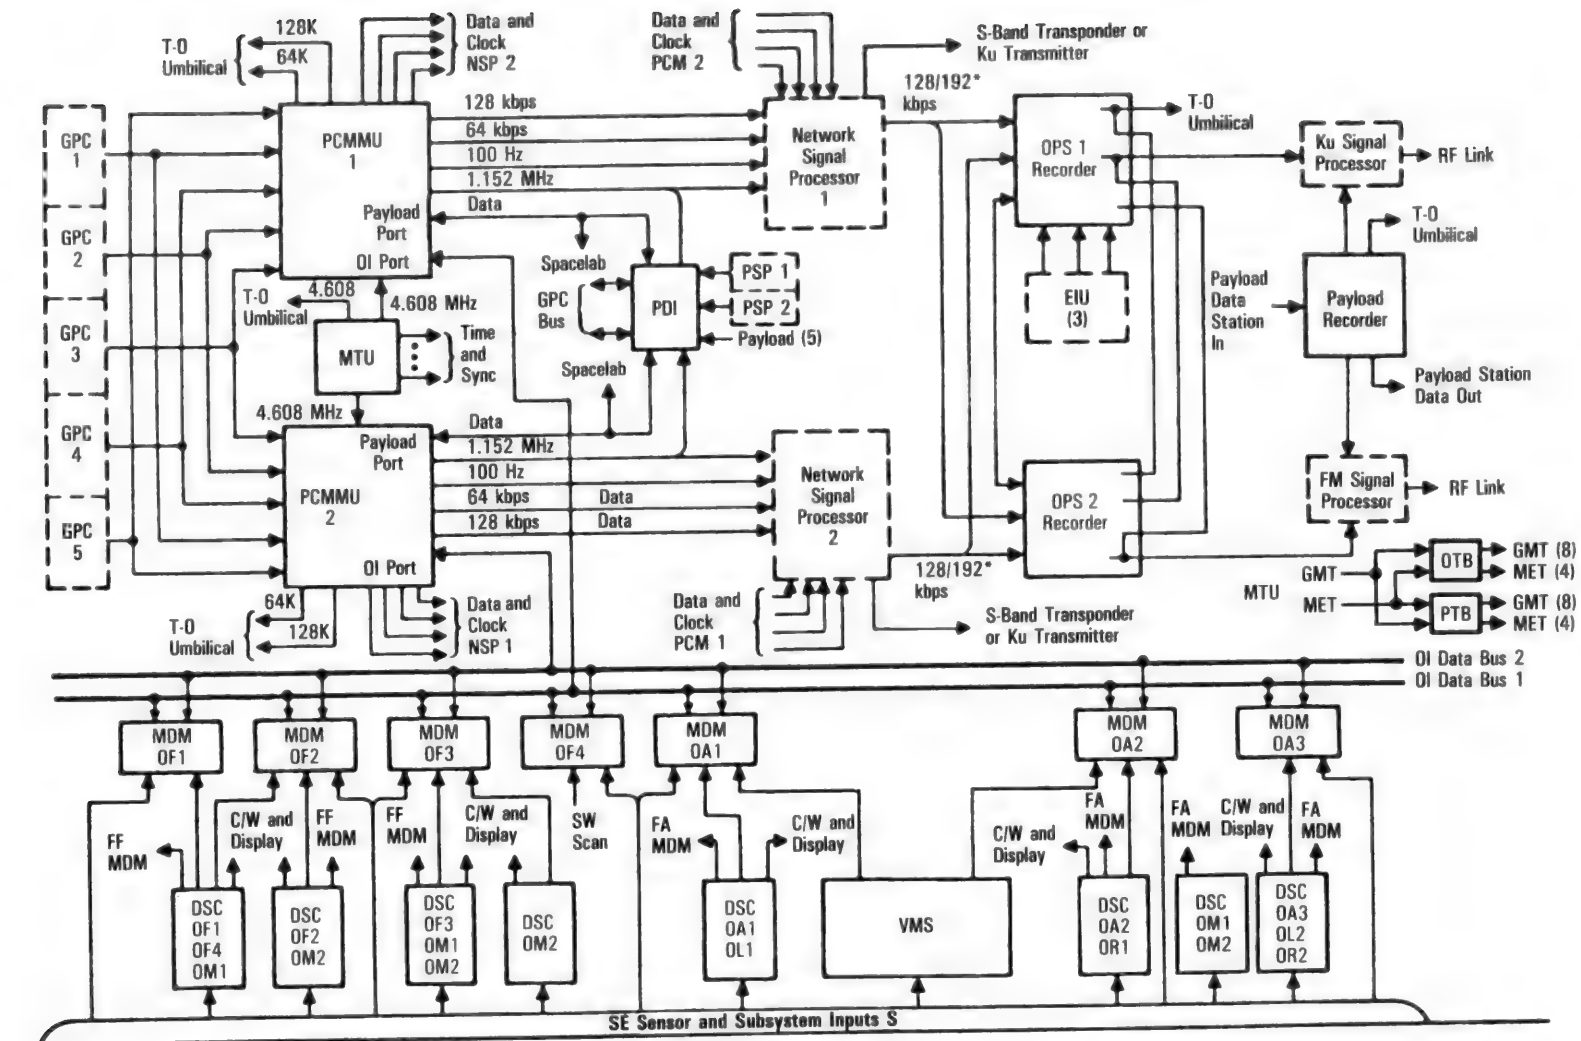 128K
64K
T-O
Umbilical
Data and
Clock
NSP 2
Data and
Clock
PCM 2
S-Band Transponder or
Ku Transmitter
GPC
1
GPC
2
GPC
3
GPC
4
GPC
5
PCMMU
1
Payload
Port
OI Port
128 kbps
64 kbps
100 Hz
1.152 MHz
Data
Network
Signal
Processor
1
128/192*
kbps
OPS 1
Recorder
T-O
Umbilical
Ku Signal
Processor
RF Link
T-O
Umbilical
Spacelab
GPC
Bus
PDI
PSP 1
PSP 2
Payload (5)
EIU
(3)
Payload
Data
Station
In
Payload
Recorder
Payload Station
Data Out
T-O
Umbilical
4.608
4.608 MHz
MTU
Time
and
Sync
Spacelab
4.608 MHz
PCMMU
2
Payload
Port
OI Port
Data
1.152 MHz
100 Hz
64 kbps Data
128 kbps Data
Network
Signal
Processor
2
OPS 2
Recorder
FM Signal
Processor
RF Link
128/192*
kbps
64K
128K
T-O
Umbilical
Data and
Clock
NSP 1
Data and
Clock
PCM 1
S-Band Transponder
or Ku Transmitter
MTU
GMT
MET
OTB
PTB
GMT (8)
MET (4)
GMT (8)
MET (4)
OI Data Bus 2
OI Data Bus 1
MDM
OF1
MDM
OF2
MDM
OF3
MDM
OF4
MDM
OA1
MDM
OA2
MDM
OA3
FF
MDM
C/W and
Display
FF
MDM
FF
MDM
C/W and
Display
SW
Scan
FA
MDM
C/W and
Display
C/W and
Display
FA
MDM
FA
MDM
C/W and
Display
FA
MDM
DSC
OF1
OF4
OM1
DSC
OF2
OM2
DSC
OF3
OM1
OM2
DSC
OM2
DSC
OA1
OL1
VMS
DSC
OA2
OR1
DSC
OM1
OM2
DSC
OA3
OL2
OR2
SE Sensor and Subsystem Inputs S